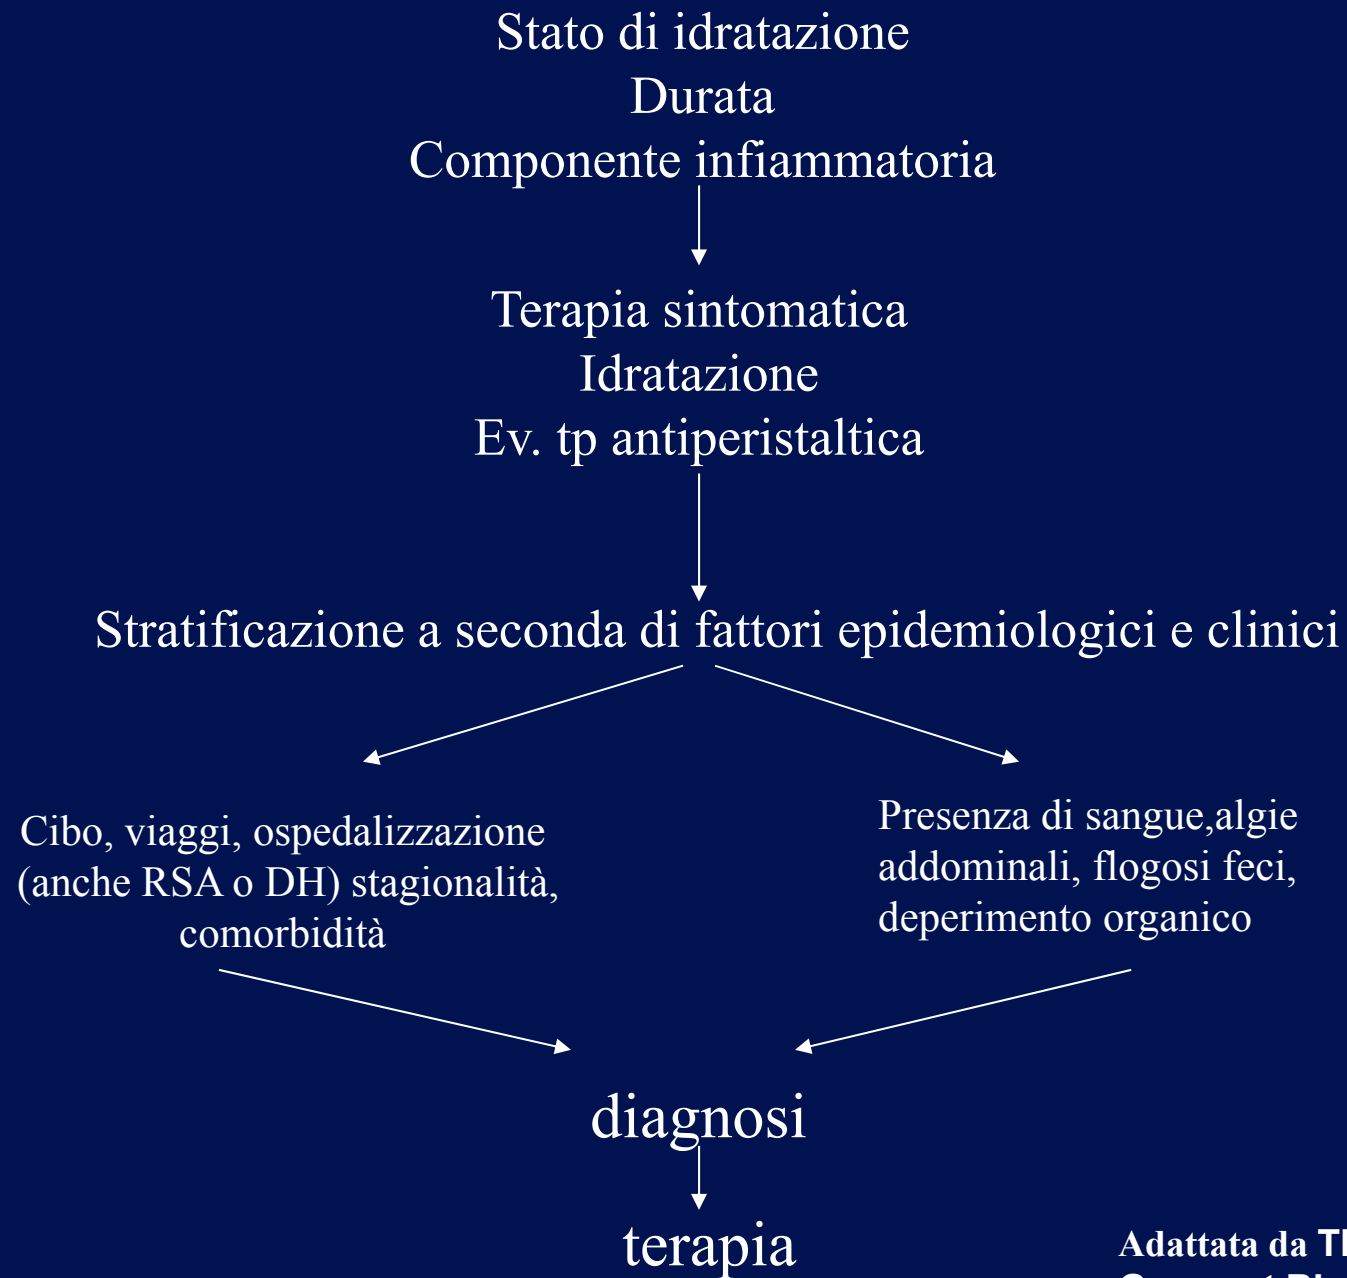 Stato di idratazione
Durata
Componente infiammatoria
Terapia sintomatica
Idratazione
Ev. tp antiperistaltica
Stratificazione a seconda di fattori epidemiologici e clinici
Cibo, viaggi, ospedalizzazione
(anche RSA o DH) stagionalità,
comorbidità
Presenza di sangue,algie
addominali, flogosi feci,
deperimento organico
diagnosi
terapia
Adattata da